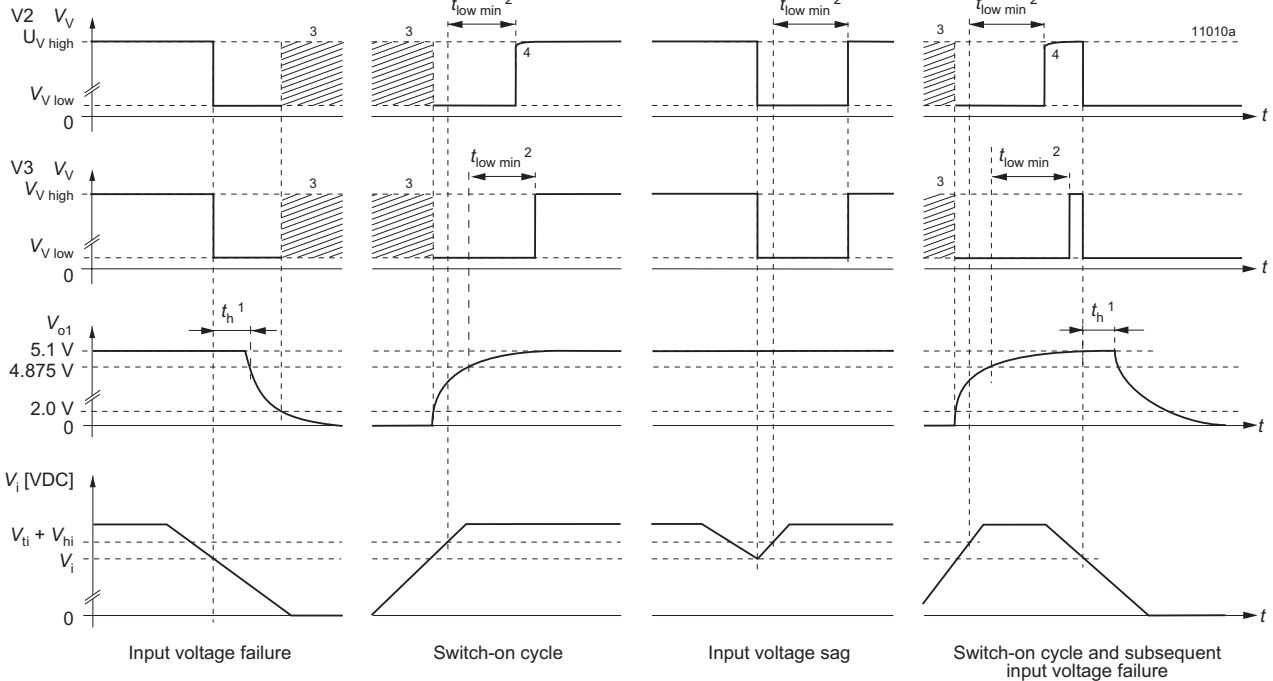 V2 V_V t_low min ² t_low min ² t_low min ²
U_V high 3 3 4 3 4 11010a
V_V low
0 t
V3 V_V t_low min ² t_low min ²
V_V high 3 3 3
V_V low
0 t
V_o1 t_h ¹ t_h ¹
5.1 V
4.875 V
2.0 V
0 t
V_i [VDC]
V_ti + V_hi
V_i
0 t
Input voltage failure Switch-on cycle Input voltage sag Switch-on cycle and subsequent
input voltage failure